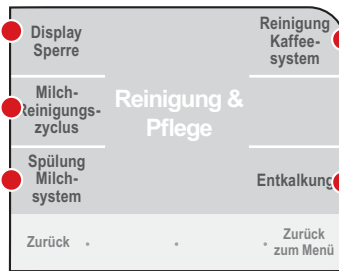 Display
Sperre
Reinigung
Kaffee-
system
Milch-
Reinigungs-
zyclus
Reinigung &
Pflege
Spülung
Milch-
system
Entkalkung
Zurück
Zurück
zum Menü